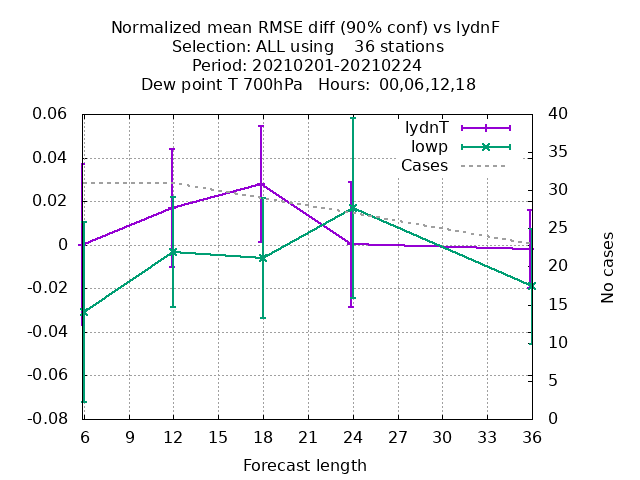 Normalized mean RMSE diff (90% conf) vs lydnF
Selection: ALL using 36 stations
Period: 20210201-20210224
Dew point T 700hPa Hours: 00,06,12,18
0.06
0.04
0.02
0
-0.02
-0.04
-0.06
-0.08
lydnT
lowp
Cases
40
35
30
25
20
15
10
5
0
No cases
6 9 12 15 18 21 24 27 30 33 36
Forecast length